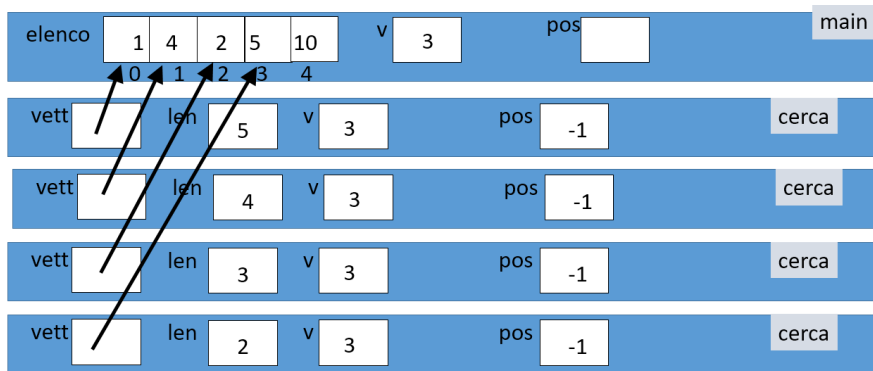 elenco 1 4 2 5 10 v 3 pos main
0 1 2 3 4
vett len 5 v 3 pos -1 cerca
vett len 4 v 3 pos -1 cerca
vett len 3 v 3 pos -1 cerca
vett len 2 v 3 pos -1 cerca